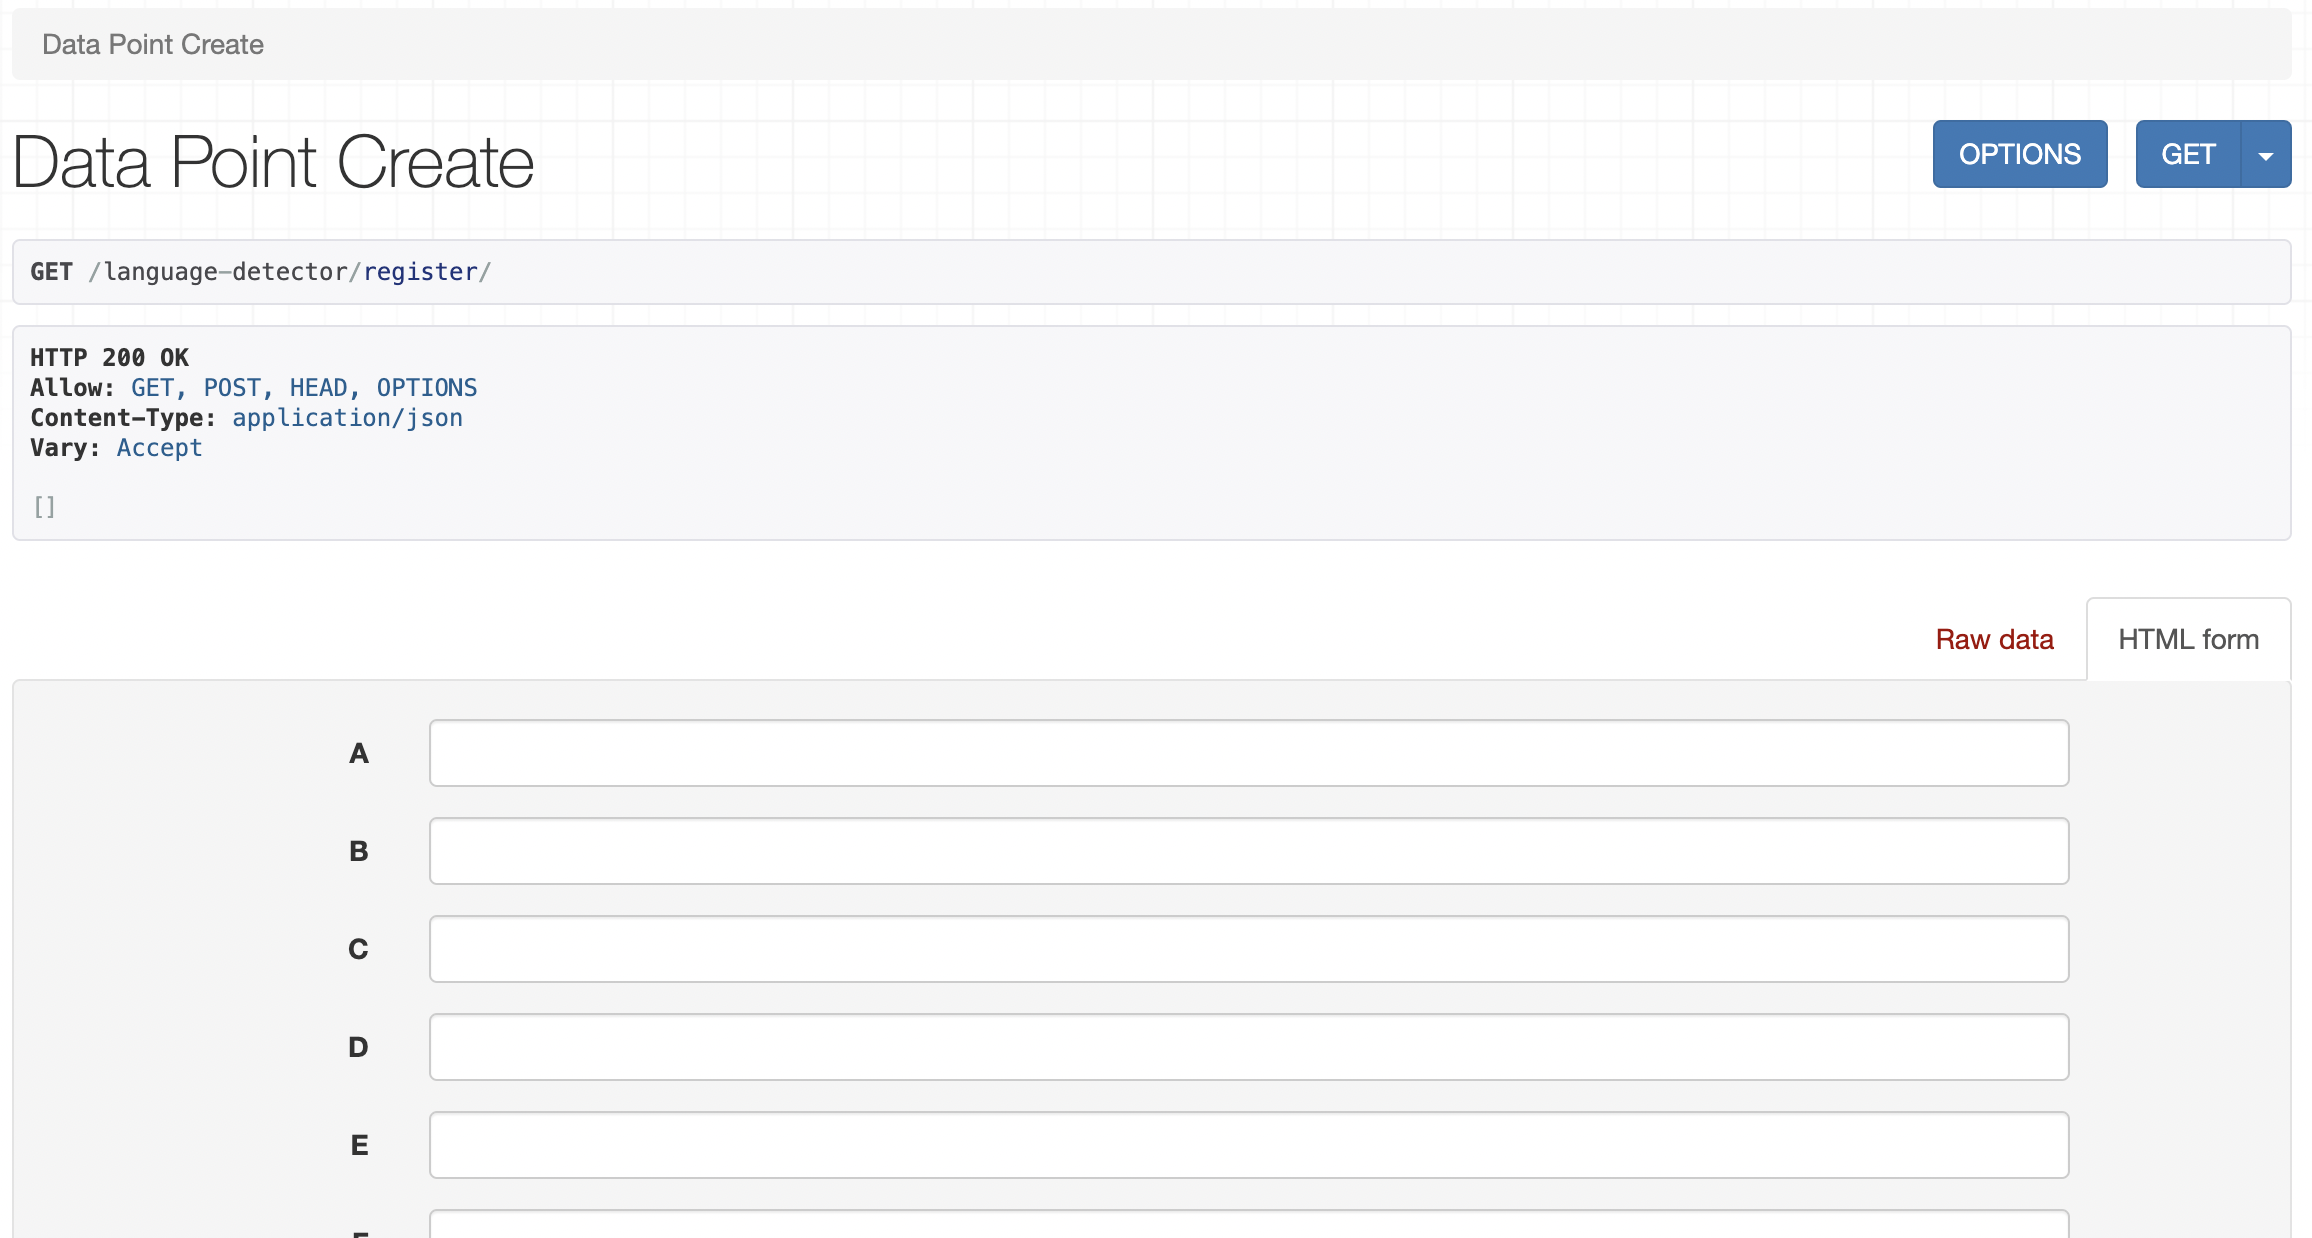 Data Point Create
Data Point Create
OPTIONS
GET
GET /language-detector/register/
HTTP 200 OK
Allow: GET, POST, HEAD, OPTIONS
Content-Type: application/json
Vary: Accept
[]
Raw data
HTML form
A
B
C
D
E